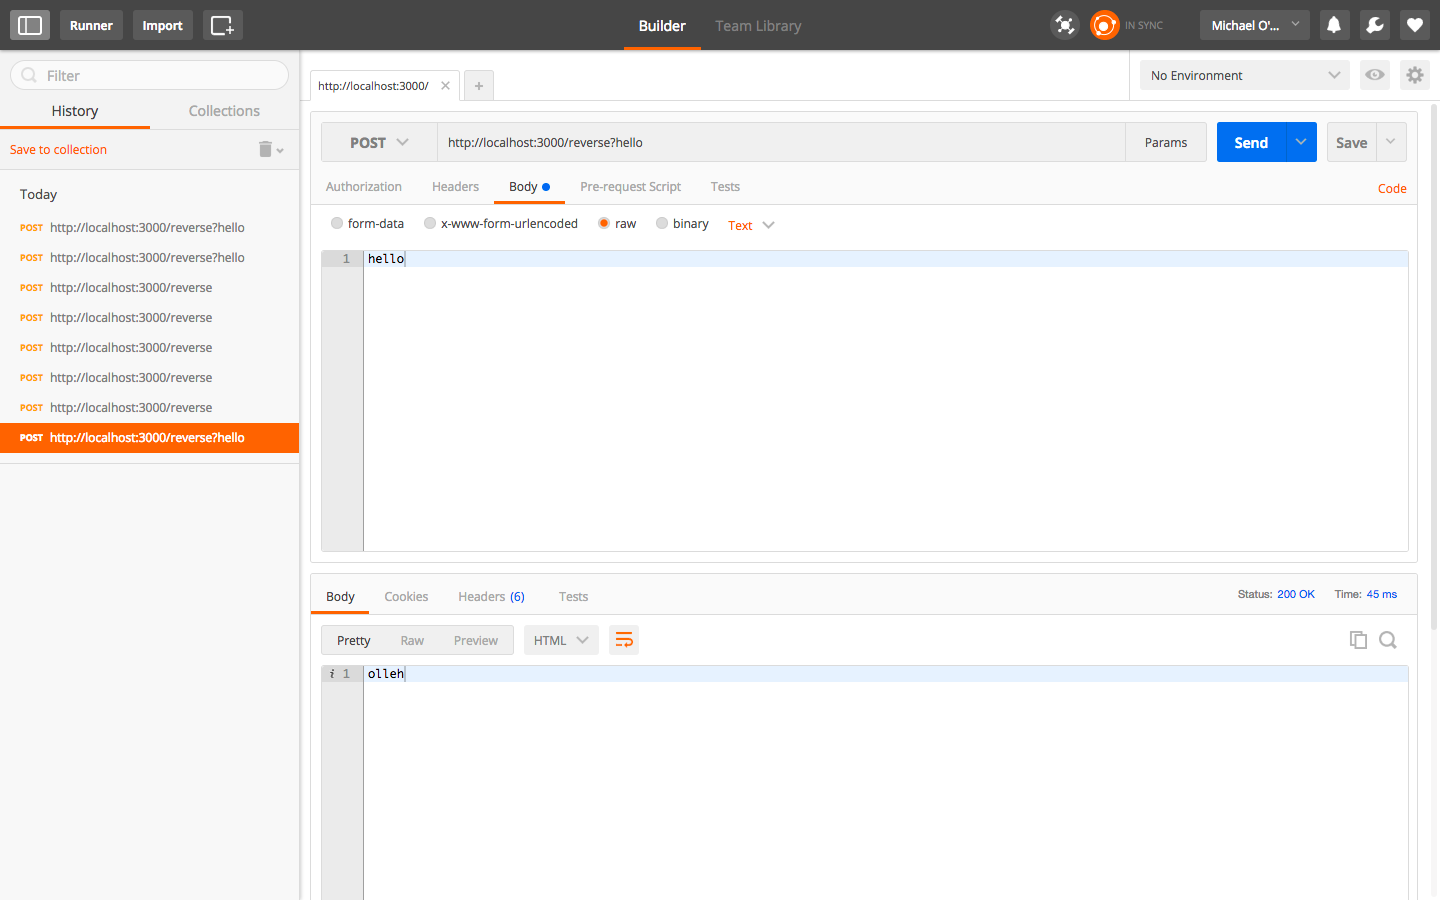 Runner Import Builder Team Library IN SYNC Michael O'...
Filter
History Collections
Save to collection
Today
POST http://localhost:3000/reverse?hello
POST http://localhost:3000/reverse?hello
POST http://localhost:3000/reverse
POST http://localhost:3000/reverse
POST http://localhost:3000/reverse
POST http://localhost:3000/reverse
POST http://localhost:3000/reverse
POST http://localhost:3000/reverse?hello
http://localhost:3000/
No Environment
POST http://localhost:3000/reverse?hello Params Send Save
Authorization Headers Body Pre-request Script Tests Code
form-data x-www-form-urlencoded raw binary Text
1 hello
Body Cookies Headers (6) Tests Status: 200 OK Time: 45 ms
Pretty Raw Preview HTML
i 1 olleh